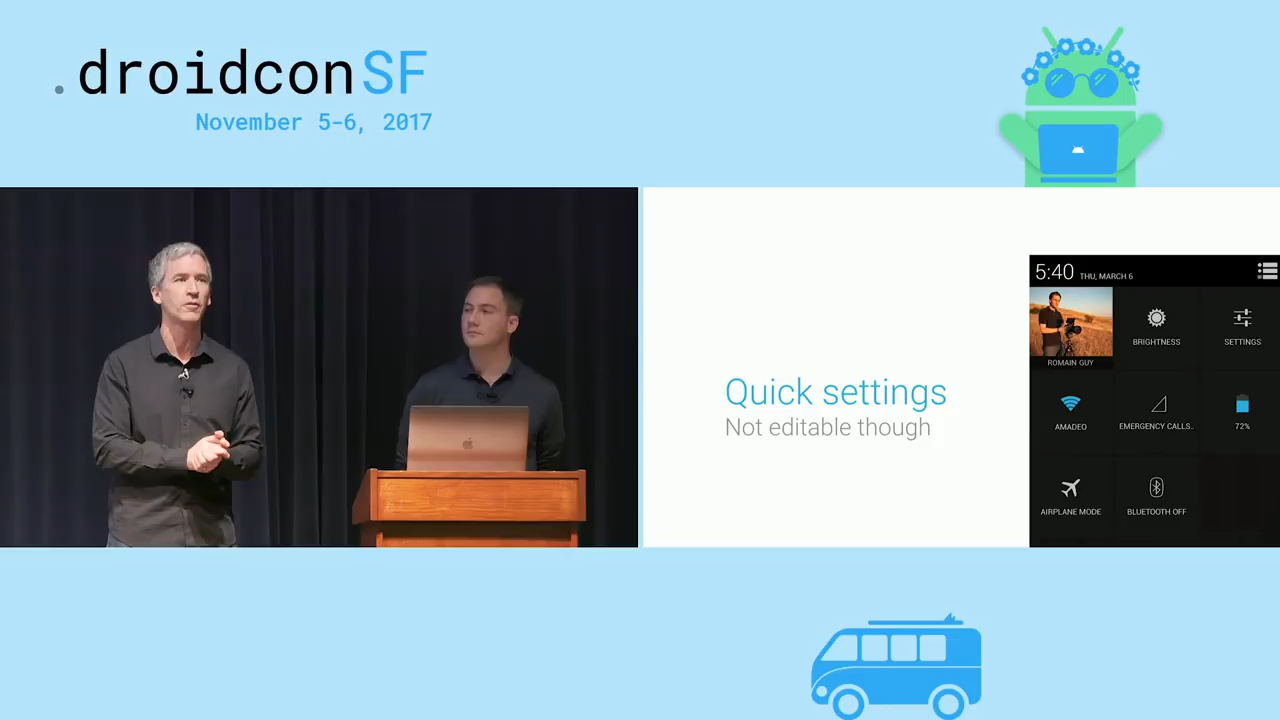 .droidconSF
November 5-6, 2017
Quick settings
Not editable though
5:40 THU, MARCH 6
ROMAIN GUY
BRIGHTNESS
SETTINGS
AMADEO
EMERGENCY CALLS..
72%
AIRPLANE MODE
BLUETOOTH OFF